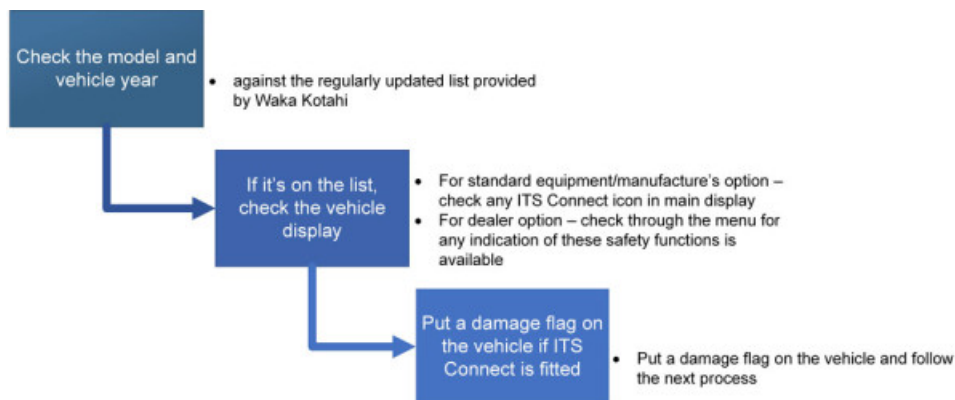 Check the model and
vehicle year
• against the regularly updated list provided
by Waka Kotahi
If it's on the list,
check the vehicle
display
• For standard equipment/manufacture's option –
check any ITS Connect icon in main display
• For dealer option – check through the menu for
any indication of these safety functions is
available
Put a damage flag on
the vehicle if ITS
Connect is fitted
• Put a damage flag on the vehicle and follow
the next process